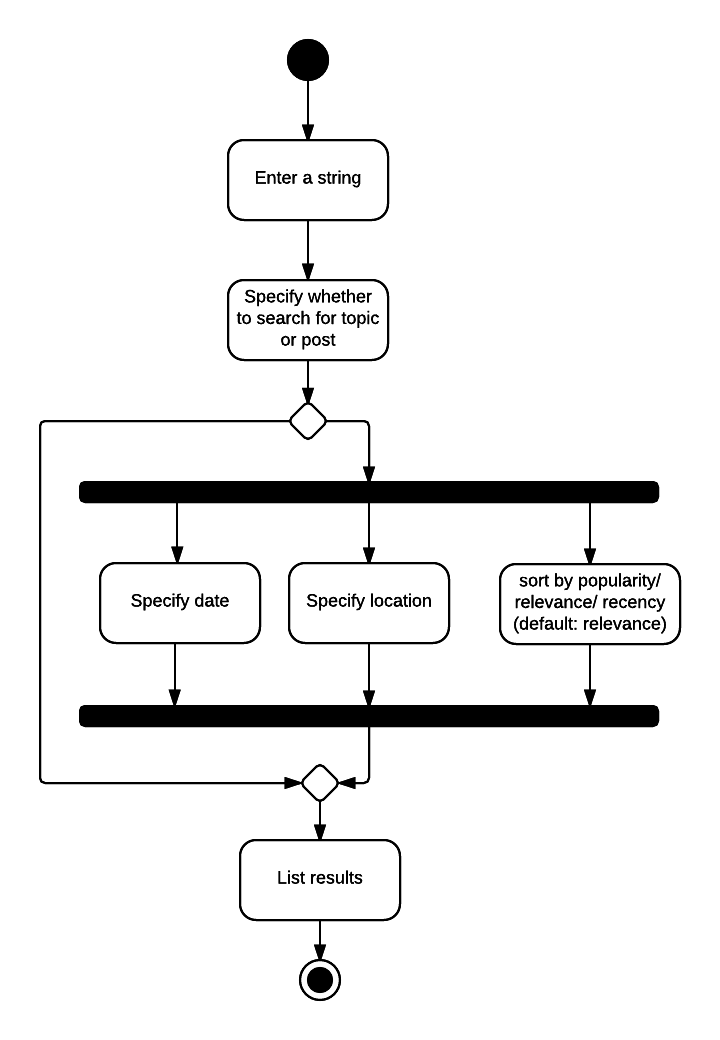 Enter a string
Specify whether
to search for topic
or post
Specify date
Specify location
sort by popularity/
relevance/ recency
(default: relevance)
List results